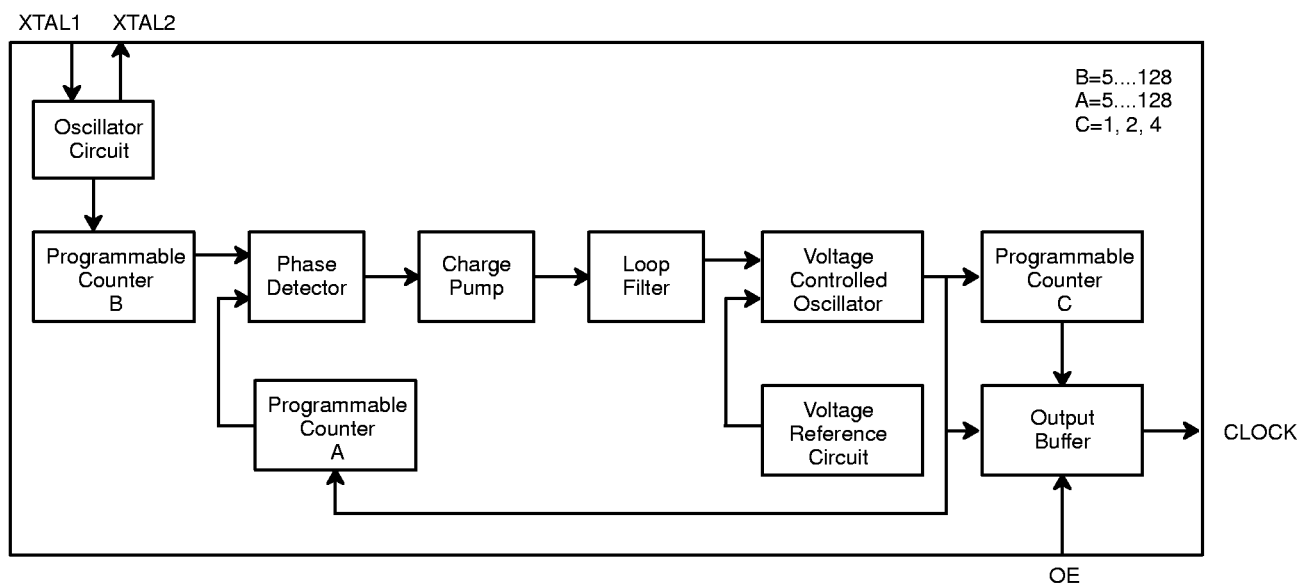 XTAL1 XTAL2
B=5....128
A=5....128
C=1, 2, 4
Oscillator
Circuit
Programmable
Counter
B
Phase
Detector
Charge
Pump
Loop
Filter
Voltage
Controlled
Oscillator
Programmable
Counter
C
Programmable
Counter
A
Voltage
Reference
Circuit
Output
Buffer
CLOCK
OE